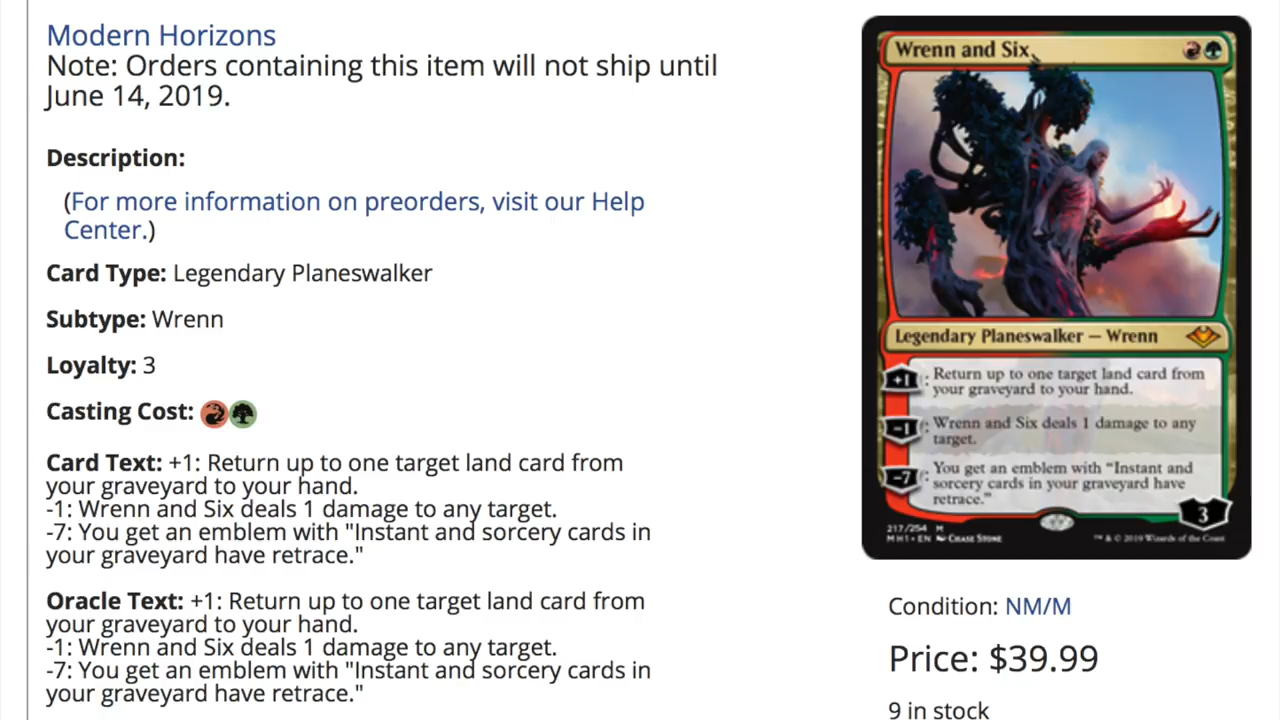 Modern Horizons
Note: Orders containing this item will not ship until
June 14, 2019.
Description:
(For more information on preorders, visit our Help
Center.)
Card Type: Legendary Planeswalker
Subtype: Wrenn
Loyalty: 3
Casting Cost:
Card Text: +1: Return up to one target land card from
your graveyard to your hand.
-1: Wrenn and Six deals 1 damage to any target.
-7: You get an emblem with "Instant and sorcery cards in
your graveyard have retrace."
Oracle Text: +1: Return up to one target land card from
your graveyard to your hand.
-1: Wrenn and Six deals 1 damage to any target.
-7: You get an emblem with "Instant and sorcery cards in
your graveyard have retrace."
Wrenn and Six
Legendary Planeswalker — Wrenn
+1: Return up to one target land card from
your graveyard to your hand.
-1: Wrenn and Six deals 1 damage to any
target.
-7: You get an emblem with “Instant and
sorcery cards in your graveyard have
retrace.”
3
217/254 M
MH1 • EN Chase Stone
™ & © 2019 Wizards of the Coast
Condition: NM/M
Price: $39.99
9 in stock